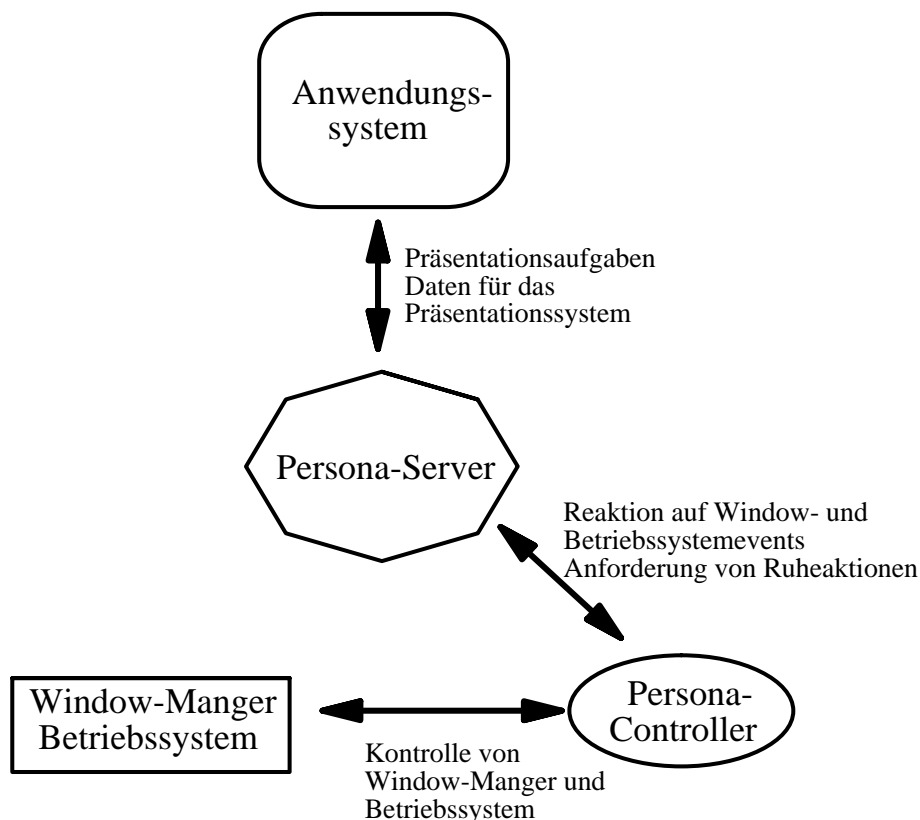 Anwendungs-
system
Präsentationsaufgaben
Daten für das
Präsentationssystem
Persona-Server
Reaktion auf Window- und
Betriebssystemevents
Anforderung von Ruheaktionen
Persona-
Controller
Window-Manger
Betriebssystem
Kontrolle von
Window-Manger und
Betriebssystem